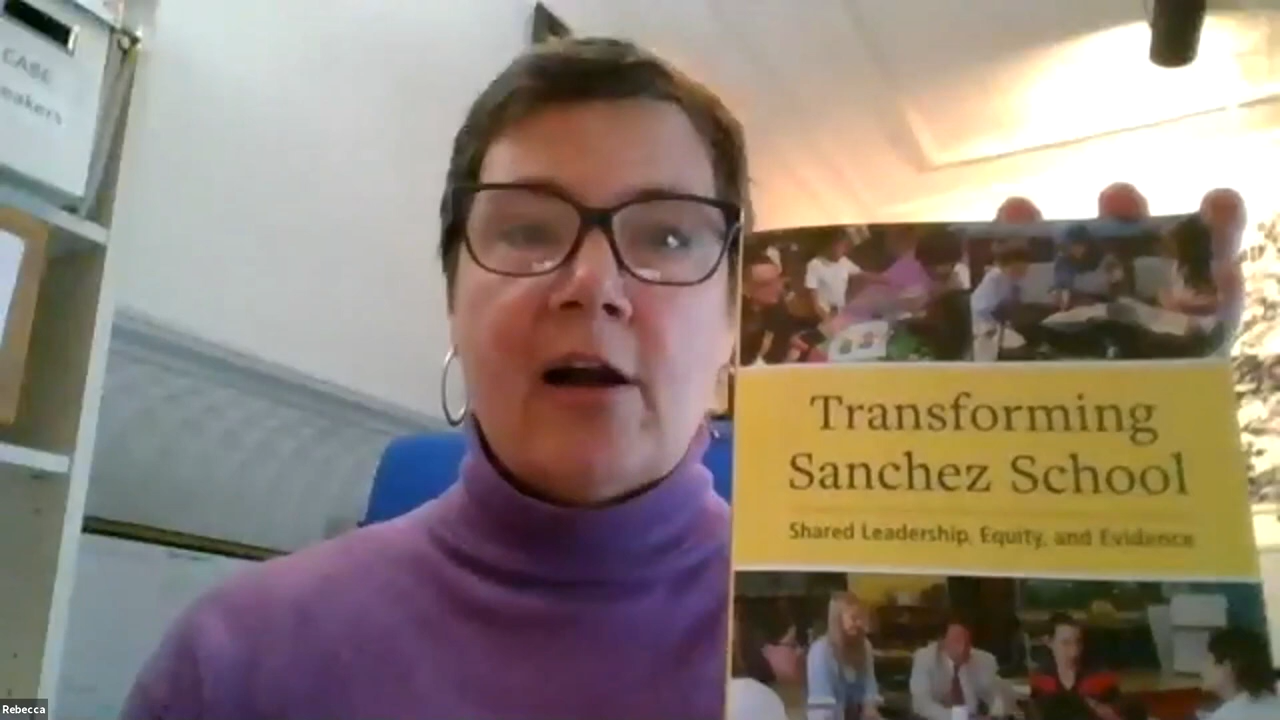 CABE
eakers
Transforming
Sanchez School
Shared Leadership, Equity, and Evidence
Rebecca